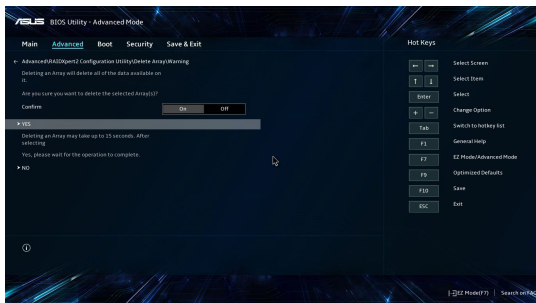 ASUS BIOS Utility - Advanced Mode
Main Advanced Boot Security Save & Exit
Hot Keys
← Advanced\RAIDXpert2 Configuration Utility\Delete Array\Warning
Deleting an Array will delete all of the data available on
it.
Are you sure you want to delete the selected Array(s)?
Confirm On Off
> YES
Deleting an Array may take up to 15 seconds. After
selecting
Yes, please wait for the operation to complete.
> NO
← → Select Screen
↑ ↓ Select Item
Enter Select
+ − Change Option
Tab Switch to hotkey list
F1 General Help
F7 EZ Mode/Advanced Mode
F9 Optimized Defaults
F10 Save
ESC Exit
EZ Mode(F7) | Search on FAQ